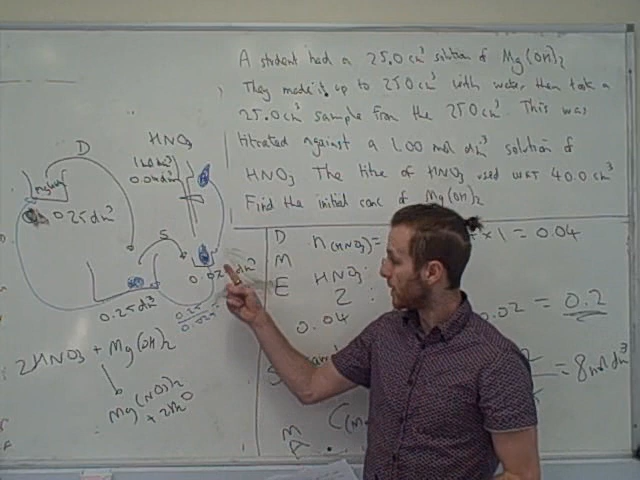 A student had a 25.0 cm³ solution of Mg(OH)₂
They made it up to 250 cm³ with water then took a
25.0 cm³ sample from the 250 cm³. This was
titrated against a 1.00 mol dm⁻³ solution of
HNO₃ The titre of HNO₃ used was 40.0 cm³
Find the initial conc of Mg(OH)₂
D
HNO₃
0.25 dm³
S
0.25 dm³
2HNO₃ + Mg(OH)₂
Mg(NO₃)₂
+ 2H₂O
D
M
E
n(HNO₃) =
× 1 = 0.04
HNO₃
2 :
0.04
0.02 = 0.2
= 8 mol dm³
M